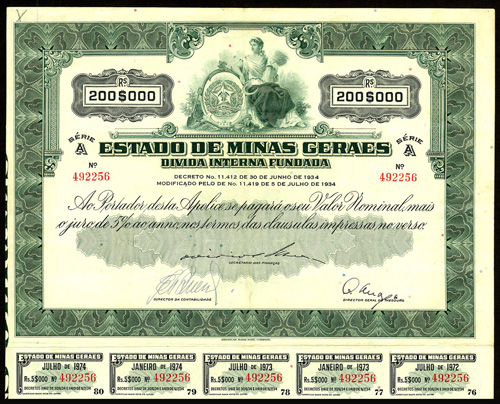 RS
200$000
RS
200$000
SÉRIE
A
SÉRIE
A
ESTADO DE MINAS GERAES
DIVIDA INTERNA FUNDADA
Nº
492256
Nº
492256
DECRETO No. 11.412 DE 30 DE JUNHO DE 1934
MODIFICADO PELO DE No. 11.419 DE 5 DE JULHO DE 1934
Ao Portador desta Apolice se pagará o seu Valor Nominal, mais
o juro de 5% ao anno, nos termos das clausulas impressas no verso.
SECRETARIO DAS FINANÇAS
DIRECTOR DA CONTABILIDADE
DIRECTOR GERAL DO THESOURO
ESTADO DE MINAS GERAES
JULHO DE 1974
Rs.5$000 Nº 492256
80
ESTADO DE MINAS GERAES
JANEIRO DE 1974
Rs.5$000 Nº 492256
79
ESTADO DE MINAS GERAES
JULHO DE 1973
Rs.5$000 Nº 492256
78
ESTADO DE MINAS GERAES
JANEIRO DE 1973
Rs.5$000 Nº 492256
77
ESTADO DE MINAS GERAES
JULHO DE 1972
Rs.5$000 Nº 492256
76